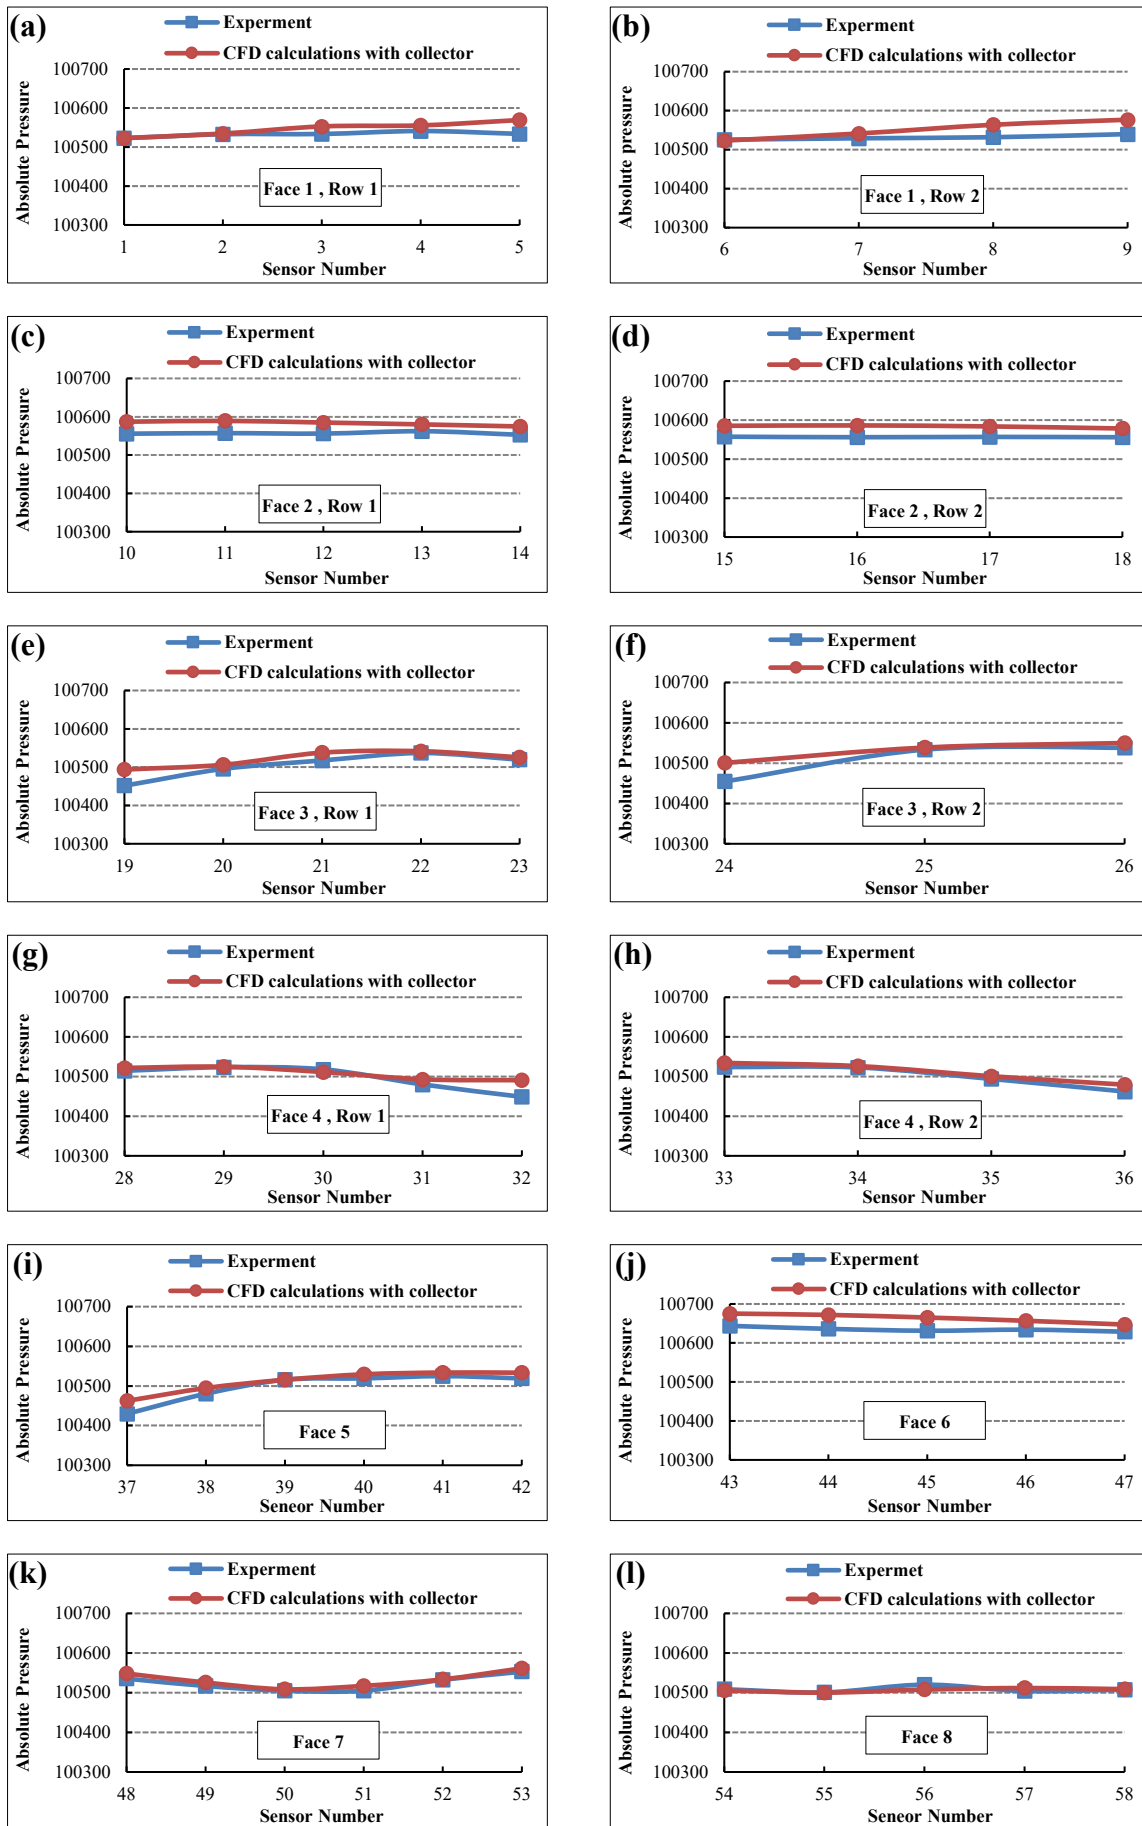 (a)
Experment
CFD calculations with collector
Absolute Pressure
100700
100600
100500
100400
100300
Face 1 , Row 1
1 2 3 4 5
Sensor Number
(b)
Experment
CFD calculations with collector
Absolute pressure
100700
100600
100500
100400
100300
Face 1 , Row 2
6 7 8 9
Sensor Number
(c)
Experment
CFD calculations with collector
Absolute Pressure
100700
100600
100500
100400
100300
Face 2 , Row 1
10 11 12 13 14
Sensor Number
(d)
Experment
CFD calculations with collector
Absolute Pressure
100700
100600
100500
100400
100300
Face 2 , Row 2
15 16 17 18
Sensor Number
(e)
Experment
CFD calculations with collector
Absolute Pressure
100700
100600
100500
100400
100300
Face 3 , Row 1
19 20 21 22 23
Sensor Number
(f)
Experment
CFD calculations with collector
Absolute Pressure
100700
100600
100500
100400
100300
Face 3 , Row 2
24 25 26
Sensor Number
(g)
Experment
CFD calculations with collector
Absolute Pressure
100700
100600
100500
100400
100300
Face 4 , Row 1
28 29 30 31 32
Sensor Number
(h)
Experment
CFD calculations with collector
Absolute Pressure
100700
100600
100500
100400
100300
Face 4 , Row 2
33 34 35 36
Sensor Number
(i)
Experment
CFD calculations with collector
Absolute Pressure
100700
100600
100500
100400
100300
Face 5
37 38 39 40 41 42
Seneor Number
(j)
Experment
CFD calculations with collector
Absolute Pressure
100700
100600
100500
100400
100300
Face 6
43 44 45 46 47
Sensor Number
(k)
Experment
CFD calculations with collector
Absolute Pressure
100700
100600
100500
100400
100300
Face 7
48 49 50 51 52 53
Sensor Number
(l)
Expermet
CFD calculations with collector
Absolute Pressure
100700
100600
100500
100400
100300
Face 8
54 55 56 57 58
Seneor Number